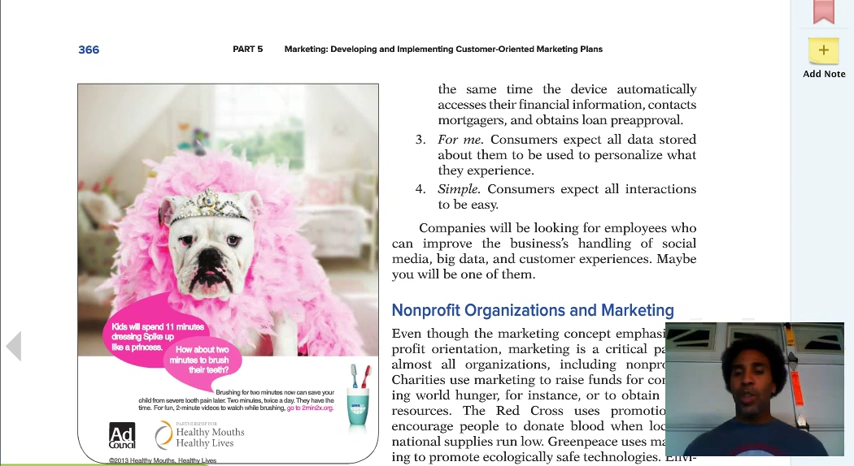 366
PART 5 Marketing: Developing and Implementing Customer-Oriented Marketing Plans
Add Note
Kids will spend 11 minutes
dressing Spike up
like a princess.
How about two
minutes to brush
their teeth?
Brushing for two minutes now can save your
child from severe tooth pain later. Two minutes, twice a day. They have the
time. For fun, 2-minute videos to watch while brushing, go to 2min2x.org.
Ad
Council
Healthy Mouths
Healthy Lives
©2013 Healthy Mouths, Healthy Lives
the same time the device automatically
accesses their financial information, contacts
mortgagers, and obtains loan preapproval.
3. For me. Consumers expect all data stored
about them to be used to personalize what
they experience.
4. Simple. Consumers expect all interactions
to be easy.
Companies will be looking for employees who
can improve the business's handling of social
media, big data, and customer experiences. Maybe
you will be one of them.
Nonprofit Organizations and Marketing
Even though the marketing concept emphasi
profit orientation, marketing is a critical pa
almost all organizations, including nonpro
Charities use marketing to raise funds for con
ing world hunger, for instance, or to obtain
resources. The Red Cross uses promotio
encourage people to donate blood when loc
national supplies run low. Greenpeace uses ma
ing to promote ecologically safe technologies. Envi-